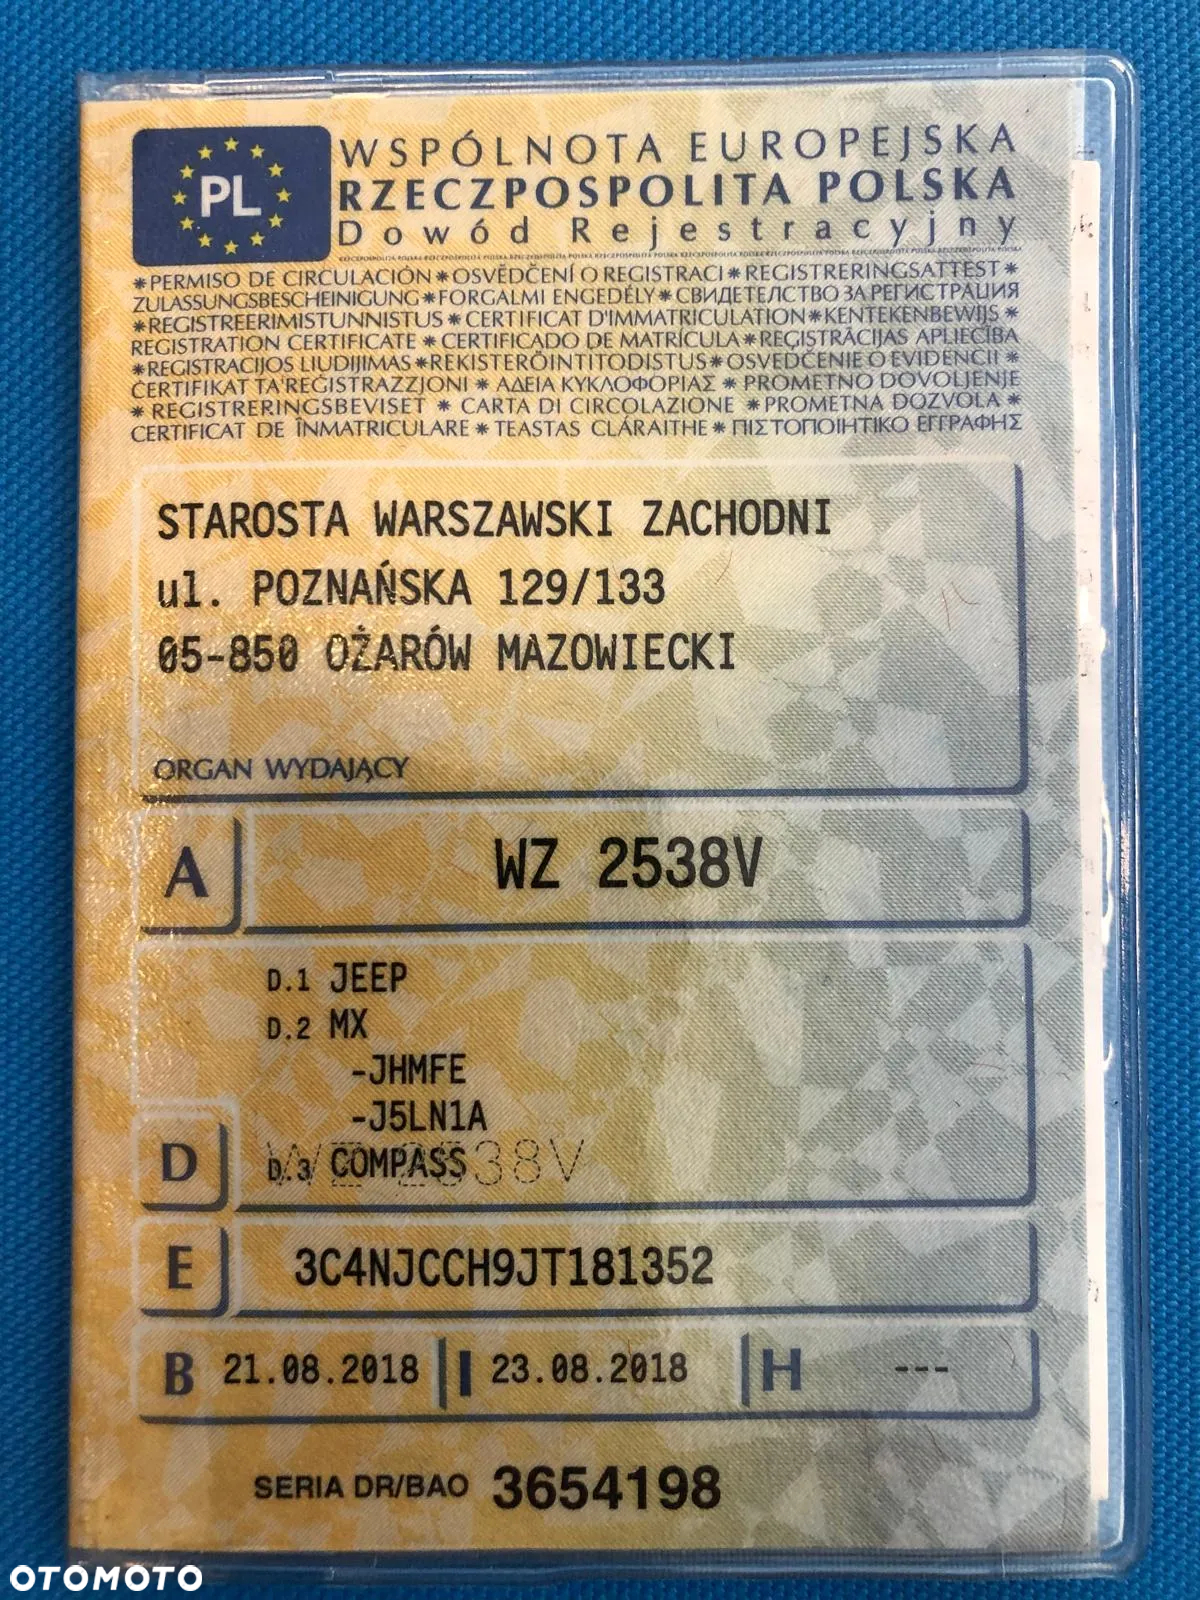 PL
WSPÓLNOTA EUROPEJSKA
RZECZPOSPOLITA POLSKA
Dowód Rejestracyjny
*PERMISO DE CIRCULACIÓN*OSVĚDČENÍ O REGISTRACI*REGISTRERINGSATTEST*
ZULASSUNGSBESCHEINIGUNG*FORGALMI ENGEDÉLY*СВИДЕТЕЛСТВО ЗА РЕГИСТРАЦИЯ
*REGISTREERIMISTUNNISTUS*CERTIFICAT D'IMMATRICULATION*KENTEKENBEWIJS*
REGISTRATION CERTIFICATE*CERTIFICADO DE MATRÍCULA*REĢISTRĀCIJAS APLIECĪBA
*REGISTRACIJOS LIUDIJIMAS*REKISTERÖINTITODISTUS*OSVEDČENIE O EVIDENCII*
ĊERTIFIKAT TA'REĠISTRAZZJONI*ΑΔΕΙΑ ΚΥΚΛΟΦΟΡΙΑΣ*PROMETNO DOVOLJENJE
*REGISTRERINGSBEVISET*CARTA DI CIRCOLAZIONE*PROMETNA DOZVOLA*
CERTIFICAT DE ÎNMATRICULARE*TEASTAS CLÁRAITHE*ΠΙΣΤΟΠΟΙΗΤΙΚΟ ΕΓΓΡΑΦΗΣ
STAROSTA WARSZAWSKI ZACHODNI
ul. POZNAŃSKA 129/133
05-850 OŻARÓW MAZOWIECKI
ORGAN WYDAJĄCY
A WZ 2538V
D.1 JEEP
D.2 MX
-JHMFE
-J5LN1A
D D.3 COMPASS
WZ 2538V
E 3C4NJCCH9JT181352
B 21.08.2018 I 23.08.2018 H ---
SERIA DR/BAO 3654198
OTOMOTO